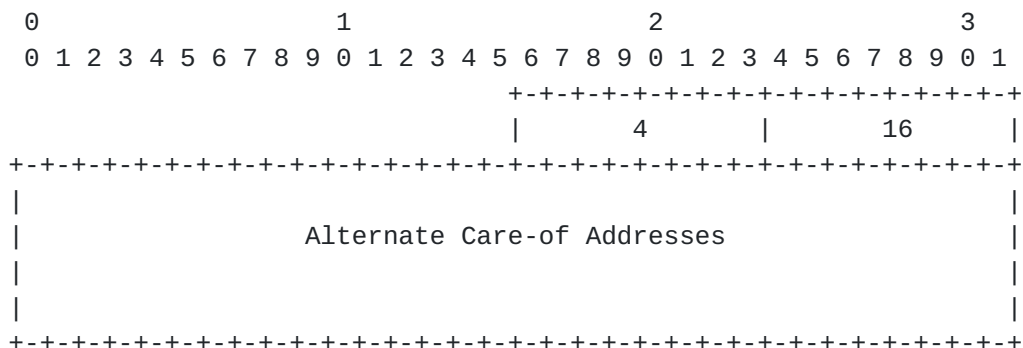 0                   1                   2                   3
 0 1 2 3 4 5 6 7 8 9 0 1 2 3 4 5 6 7 8 9 0 1 2 3 4 5 6 7 8 9 0 1
                                +-+-+-+-+-+-+-+-+-+-+-+-+-+-+-+-+
                                |       4       |       16      |
+-+-+-+-+-+-+-+-+-+-+-+-+-+-+-+-+-+-+-+-+-+-+-+-+-+-+-+-+-+-+-+-+
|                                                               |
|                  Alternate Care-of Addresses                  |
|                                                               |
|                                                               |
+-+-+-+-+-+-+-+-+-+-+-+-+-+-+-+-+-+-+-+-+-+-+-+-+-+-+-+-+-+-+-+-+